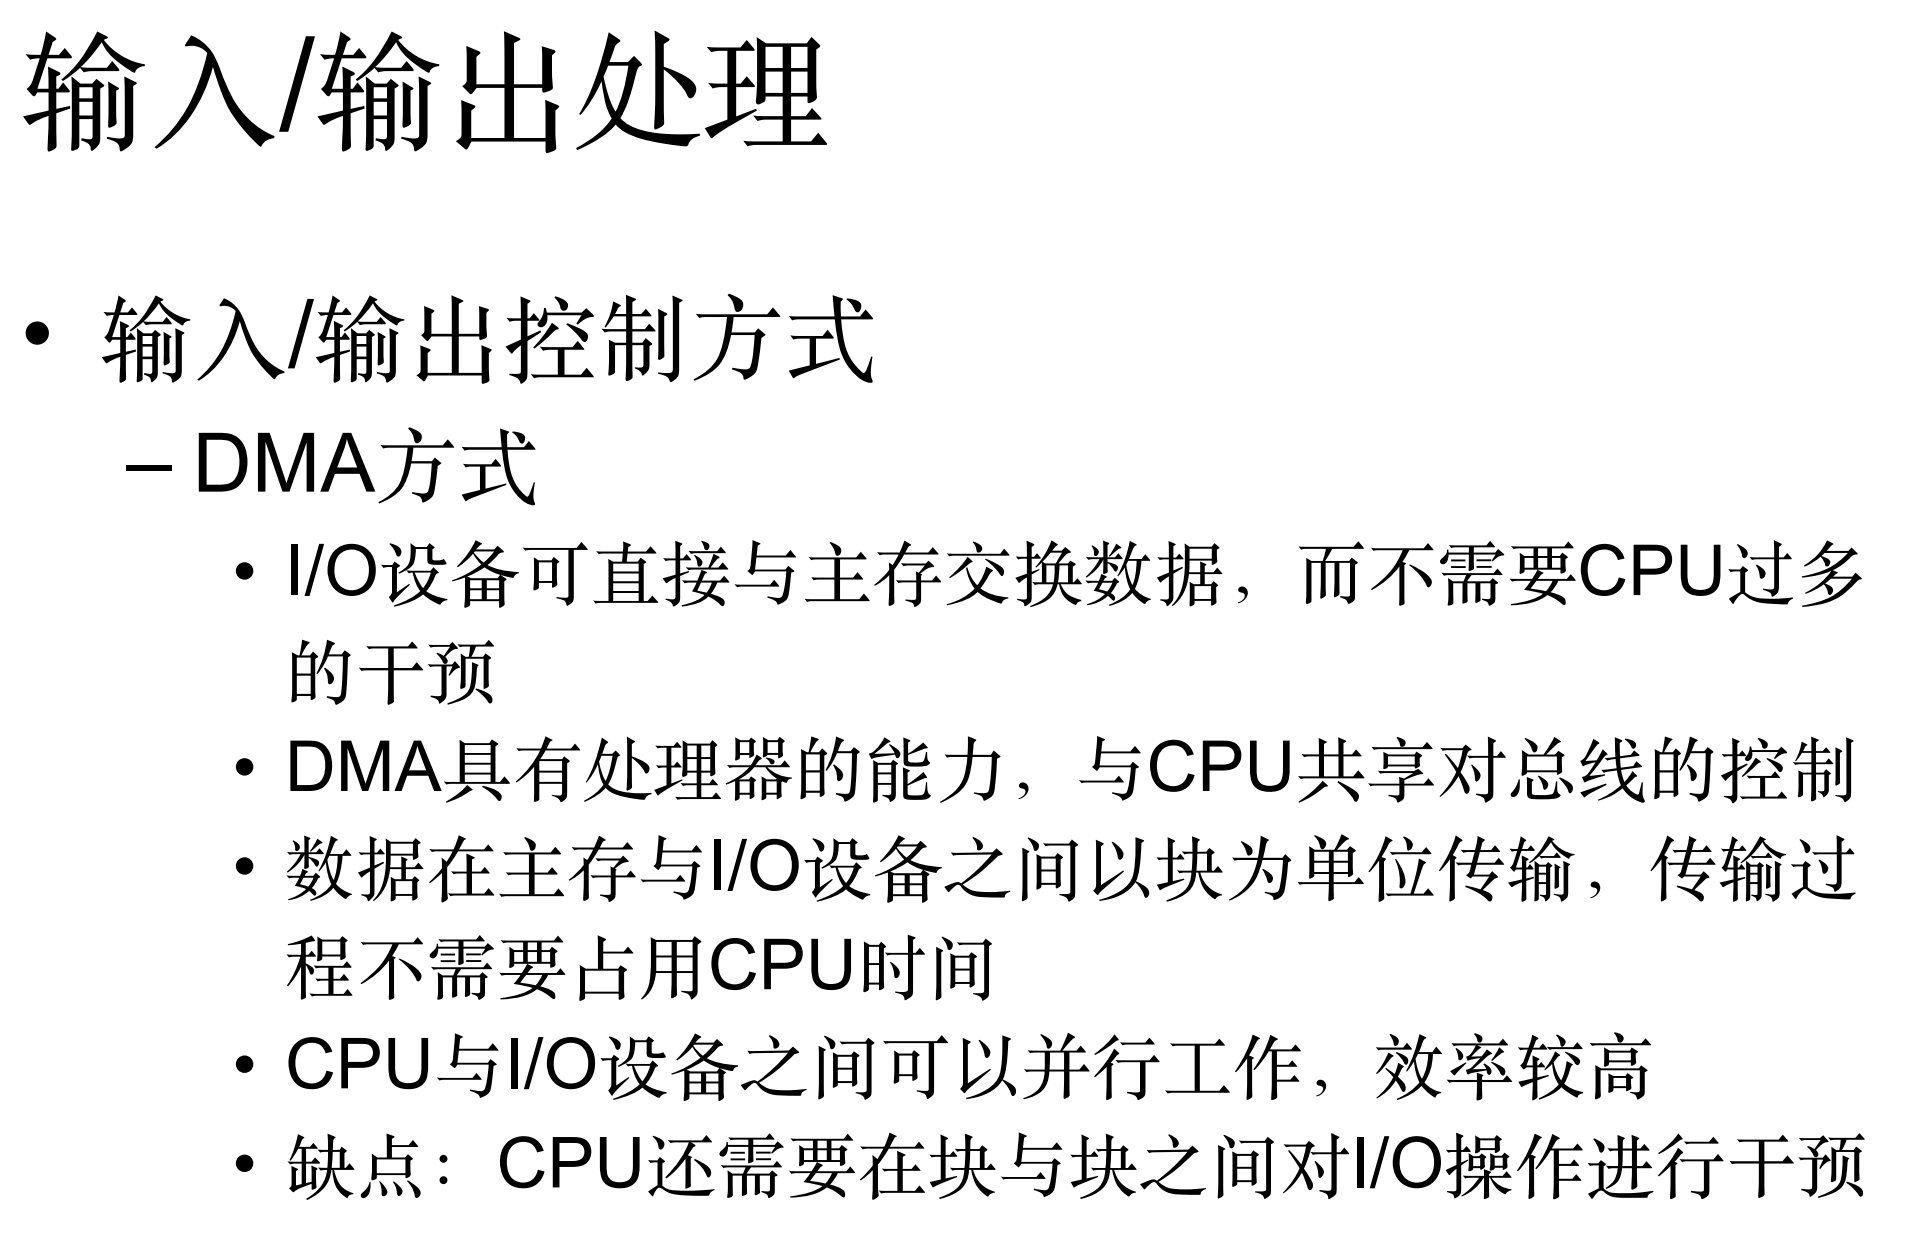 输入/输出处理
• 输入/输出控制方式
– DMA方式
• I/O设备可直接与主存交换数据，而不需要CPU过多
的干预
• DMA具有处理器的能力，与CPU共享对总线的控制
• 数据在主存与I/O设备之间以块为单位传输，传输过
程不需要占用CPU时间
• CPU与I/O设备之间可以并行工作，效率较高
• 缺点：CPU还需要在块与块之间对I/O操作进行干预